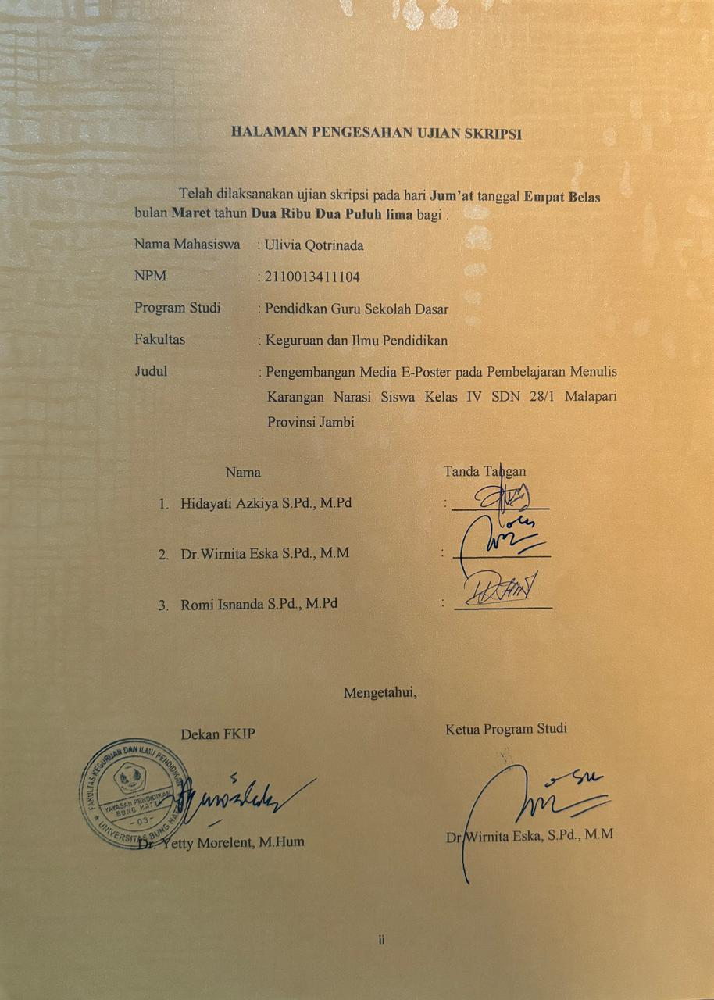 HALAMAN PENGESAHAN UJIAN SKRIPSI
Telah dilaksanakan ujian skripsi pada hari Jum'at tanggal Empat Belas
bulan Maret tahun Dua Ribu Dua Puluh lima bagi :
Nama Mahasiswa : Ulivia Qotrinada
NPM : 2110013411104
Program Studi : Pendidkan Guru Sekolah Dasar
Fakultas : Keguruan dan Ilmu Pendidikan
Judul : Pengembangan Media E-Poster pada Pembelajaran Menulis
Karangan Narasi Siswa Kelas IV SDN 28/1 Malapari
Provinsi Jambi
Nama Tanda Tangan
1. Hidayati Azkiya S.Pd., M.Pd :
2. Dr.Wirnita Eska S.Pd., M.M :
3. Romi Isnanda S.Pd., M.Pd :
Mengetahui,
Dekan FKIP Ketua Program Studi
FAKULTAS KEGURUAN DAN ILMU PENDIDIKAN
YAYASAN PENDIDIKAN
BUNG HATTA
-03-
UNIVERSITAS BUNG HATTA
Dr. Yetty Morelent, M.Hum Dr Wirnita Eska, S.Pd., M.M
ii